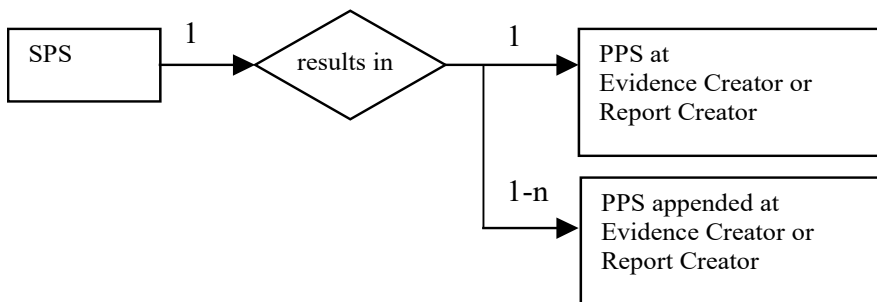 SPS
1
results in
1
PPS at
Evidence Creator or
Report Creator
1-n
PPS appended at
Evidence Creator or
Report Creator